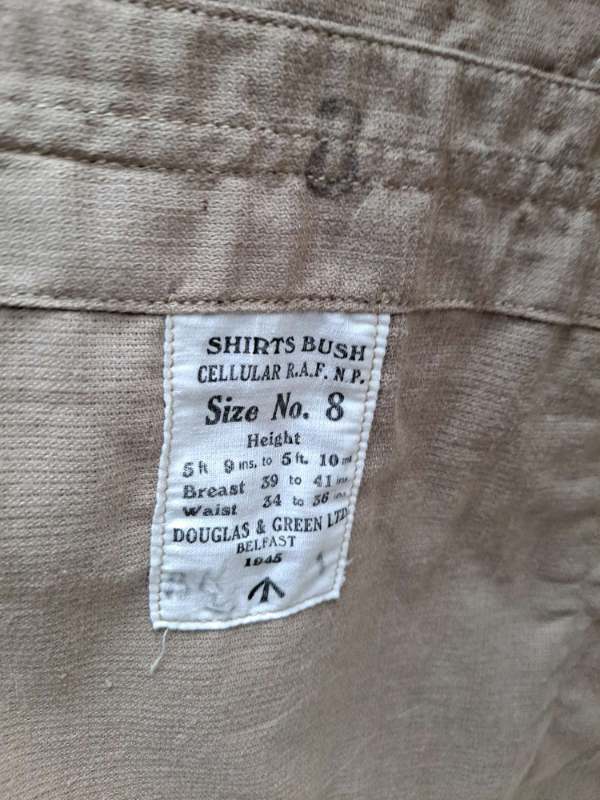 8
SHIRTS BUSH
CELLULAR R.A.F. N.P.
Size No. 8
Height
5 ft 9 ins. to 5 ft. 10 ins
Breast 39 to 41 ins.
Waist 34 to 36 ins.
DOUGLAS & GREEN LTD.
BELFAST
1945